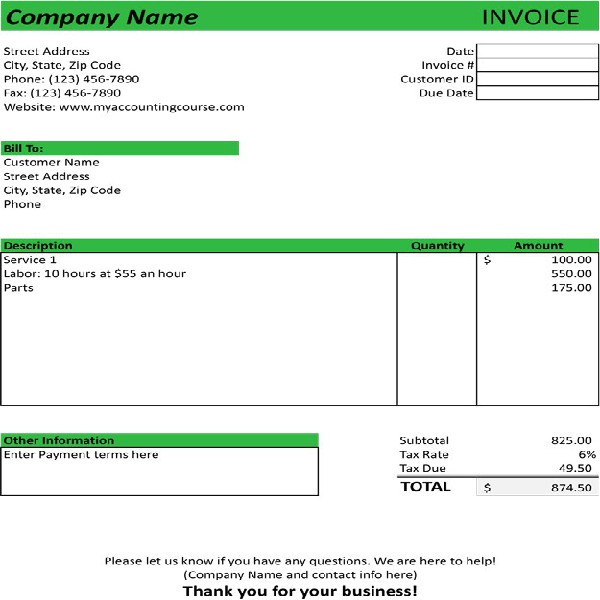 Company Name INVOICE
Street Address Date
City, State, Zip Code Invoice #
Phone: (123) 456-7890 Customer ID
Fax: (123) 456-7890 Due Date
Website: www.myaccountingcourse.com
Bill To:
Customer Name
Street Address
City, State, Zip Code
Phone
Description Quantity Amount
Service 1 $ 100.00
Labor: 10 hours at $55 an hour 550.00
Parts 175.00
Other Information Subtotal 825.00
Enter Payment terms here Tax Rate 6%
Tax Due 49.50
TOTAL $ 874.50
Please let us know if you have any questions. We are here to help!
(Company Name and contact info here)
Thank you for your business!